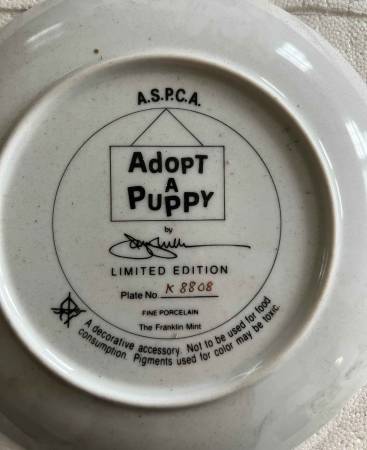 A.S.P.C.A.
ADOPT
A
PUPPY
by
LIMITED EDITION
Plate No. K 8808
FINE PORCELAIN
The Franklin Mint
A decorative accessory. Not to be used for food
consumption. Pigments used for color may be toxic.